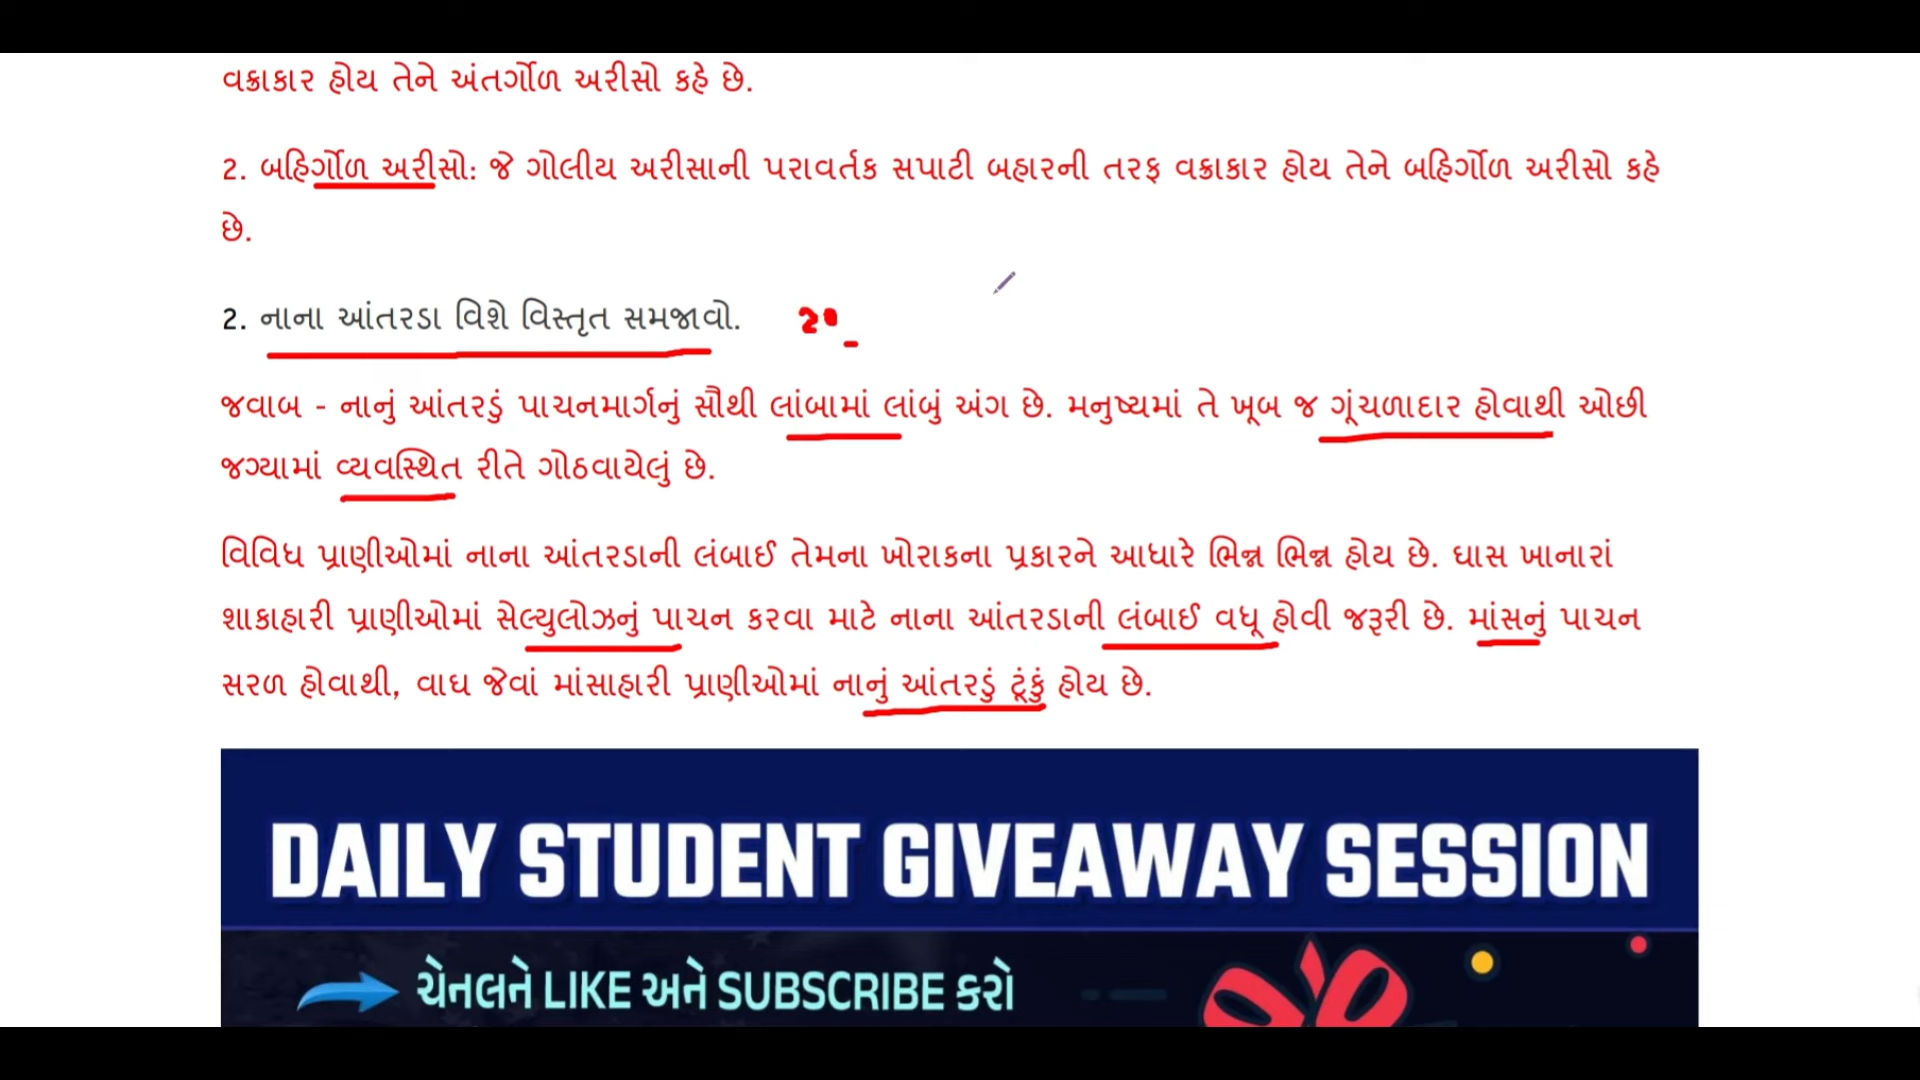 વક્રાકાર હોય તેને અંતર્ગોળ અરીસો કહે છે.
2. બહિર્ગોળ અરીસો: જે ગોલીય અરીસાની પરાવર્તક સપાટી બહારની તરફ વક્રાકાર હોય તેને બહિર્ગોળ અરીસો કહે
છે.
2. નાના આંતરડા વિશે વિસ્તૃત સમજાવો.
જવાબ - નાનું આંતરડું પાચનમાર્ગનું સૌથી લાંબામાં લાંબું અંગ છે. મનુષ્યમાં તે ખૂબ જ ગૂંચળાદાર હોવાથી ઓછી
જગ્યામાં વ્યવસ્થિત રીતે ગોઠવાયેલું છે.
વિવિધ પ્રાણીઓમાં નાના આંતરડાની લંબાઈ તેમના ખોરાકના પ્રકારને આધારે ભિન્ન ભિન્ન હોય છે. ઘાસ ખાનારાં
શાકાહારી પ્રાણીઓમાં સેલ્યુલોઝનું પાચન કરવા માટે નાના આંતરડાની લંબાઈ વધૂ હોવી જરૂરી છે. માંસનું પાચન
સરળ હોવાથી, વાઘ જેવાં માંસાહારી પ્રાણીઓમાં નાનું આંતરડું ટૂંકું હોય છે.
DAILY STUDENT GIVEAWAY SESSION
ચેનલને LIKE અને SUBSCRIBE કરો